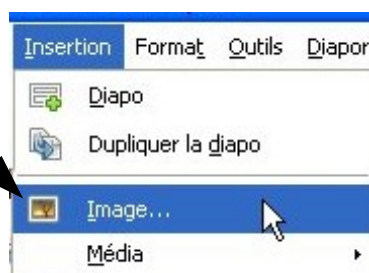 Insertion Format Outils Diapor
Diapo
Dupliquer la diapo
Image...
Média